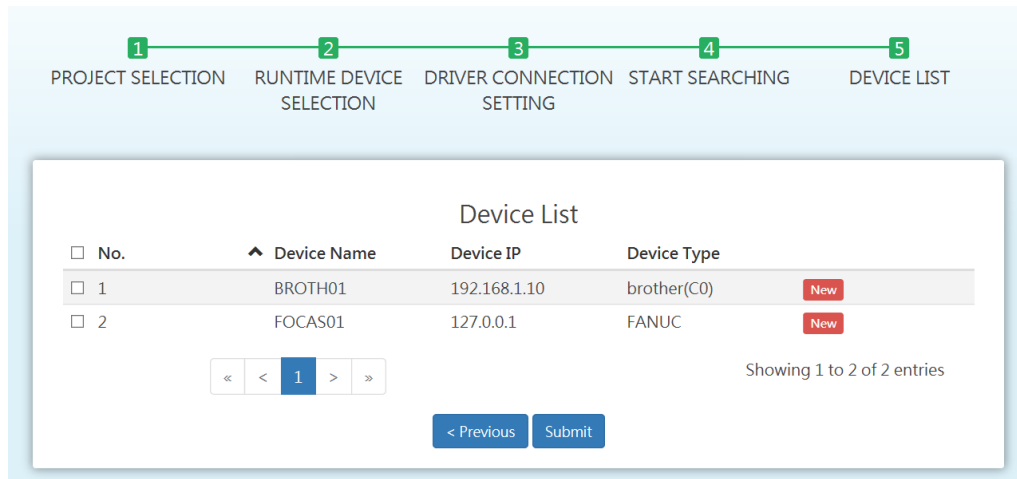 1 2 3 4 5
PROJECT SELECTION RUNTIME DEVICE DRIVER CONNECTION START SEARCHING DEVICE LIST
SELECTION SETTING
Device List
No. Device Name Device IP Device Type
1 BROTH01 192.168.1.10 brother(C0) New
2 FOCAS01 127.0.0.1 FANUC New
« < 1 > » Showing 1 to 2 of 2 entries
< Previous Submit